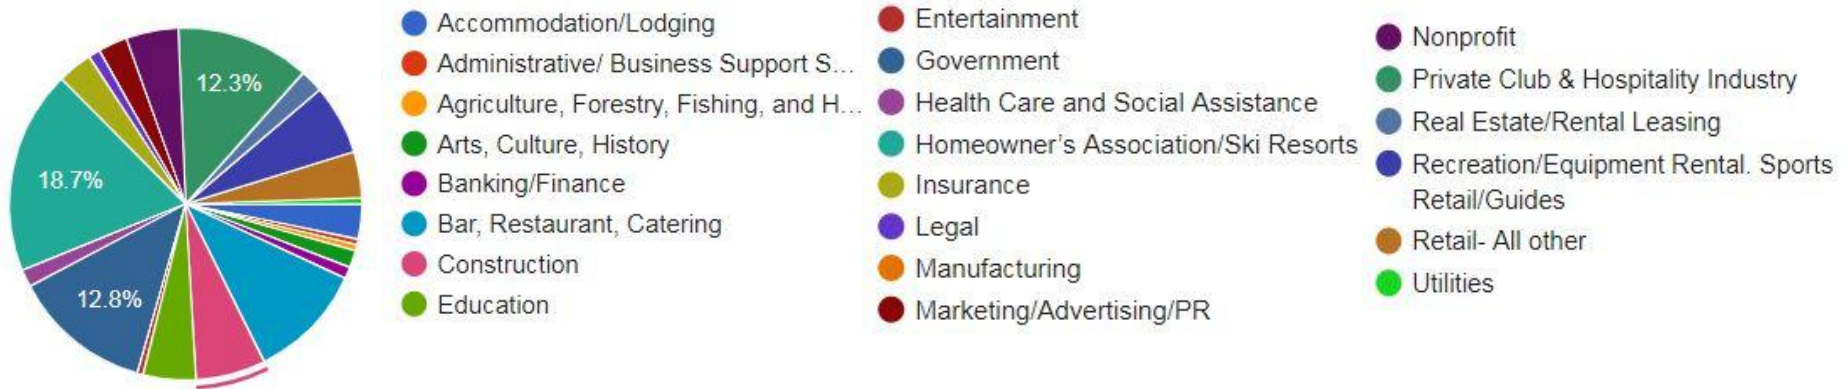 12.3%
18.7%
12.8%
Accommodation/Lodging
Administrative/ Business Support S...
Agriculture, Forestry, Fishing, and H...
Arts, Culture, History
Banking/Finance
Bar, Restaurant, Catering
Construction
Education
Entertainment
Government
Health Care and Social Assistance
Homeowner's Association/Ski Resorts
Insurance
Legal
Manufacturing
Marketing/Advertising/PR
Nonprofit
Private Club & Hospitality Industry
Real Estate/Rental Leasing
Recreation/Equipment Rental. Sports
Retail/Guides
Retail- All other
Utilities